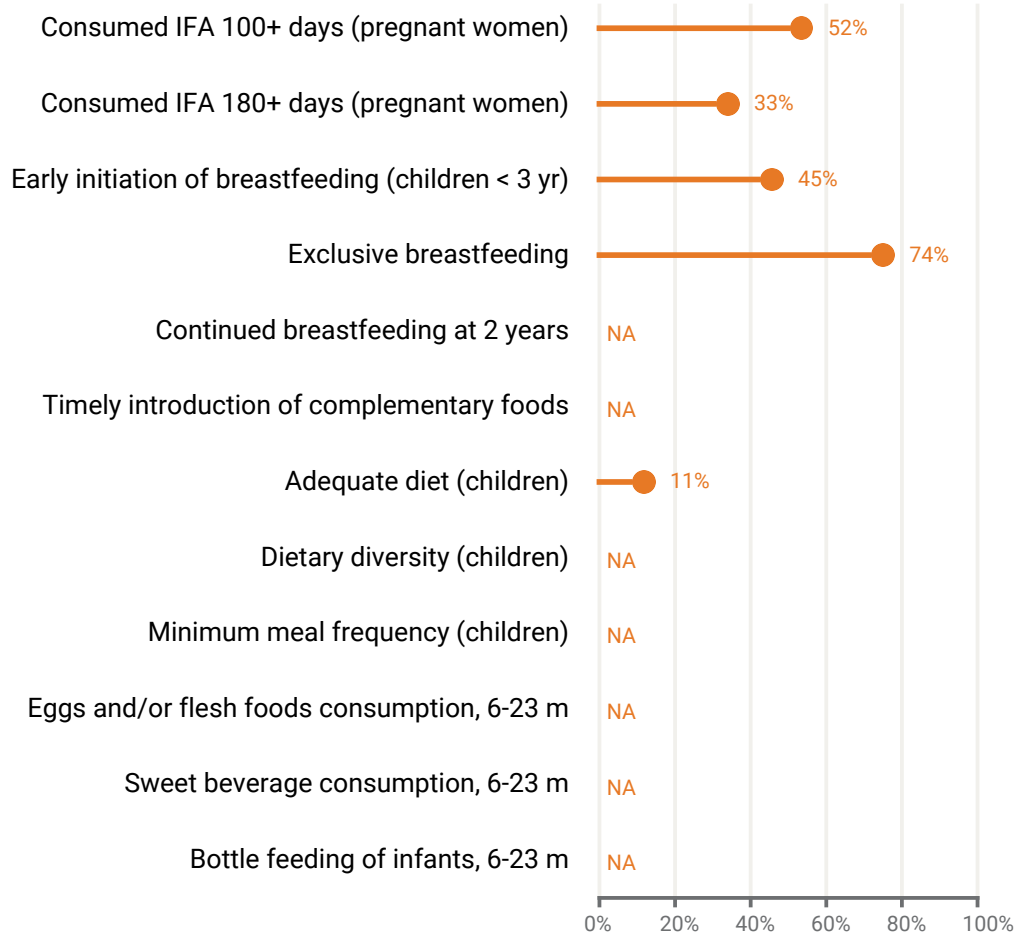 Consumed IFA 100+ days (pregnant women) 52%
Consumed IFA 180+ days (pregnant women) 33%
Early initiation of breastfeeding (children < 3 yr) 45%
Exclusive breastfeeding 74%
Continued breastfeeding at 2 years NA
Timely introduction of complementary foods NA
Adequate diet (children) 11%
Dietary diversity (children) NA
Minimum meal frequency (children) NA
Eggs and/or flesh foods consumption, 6-23 m NA
Sweet beverage consumption, 6-23 m NA
Bottle feeding of infants, 6-23 m NA
0% 20% 40% 60% 80% 100%